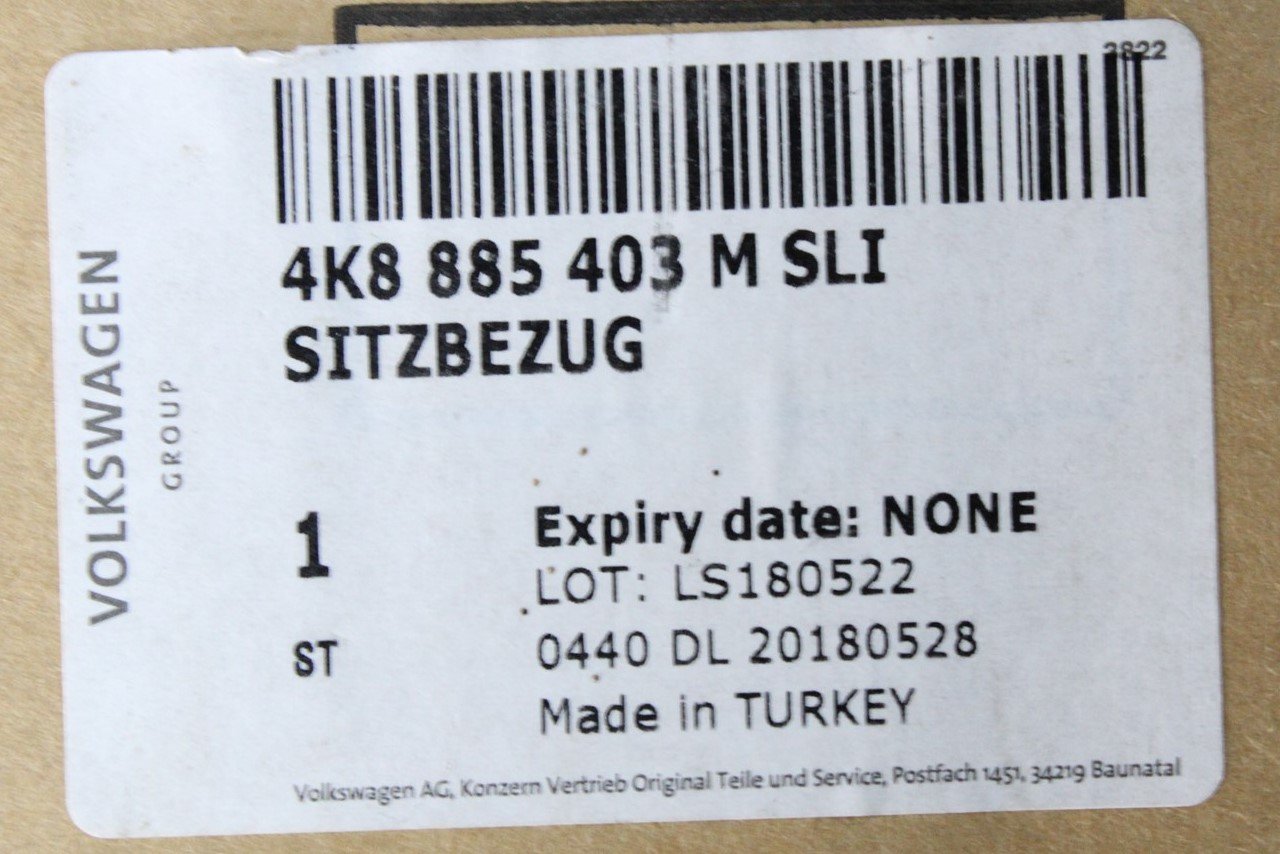 3822
4K8 885 403 M SLI
SITZBEZUG
VOLKSWAGEN
GROUP
1
Expiry date: NONE
LOT: LS180522
ST
0440 DL 20180528
Made in TURKEY
Volkswagen AG, Konzern Vertrieb Original Teile und Service, Postfach 1451, 34219 Baunatal